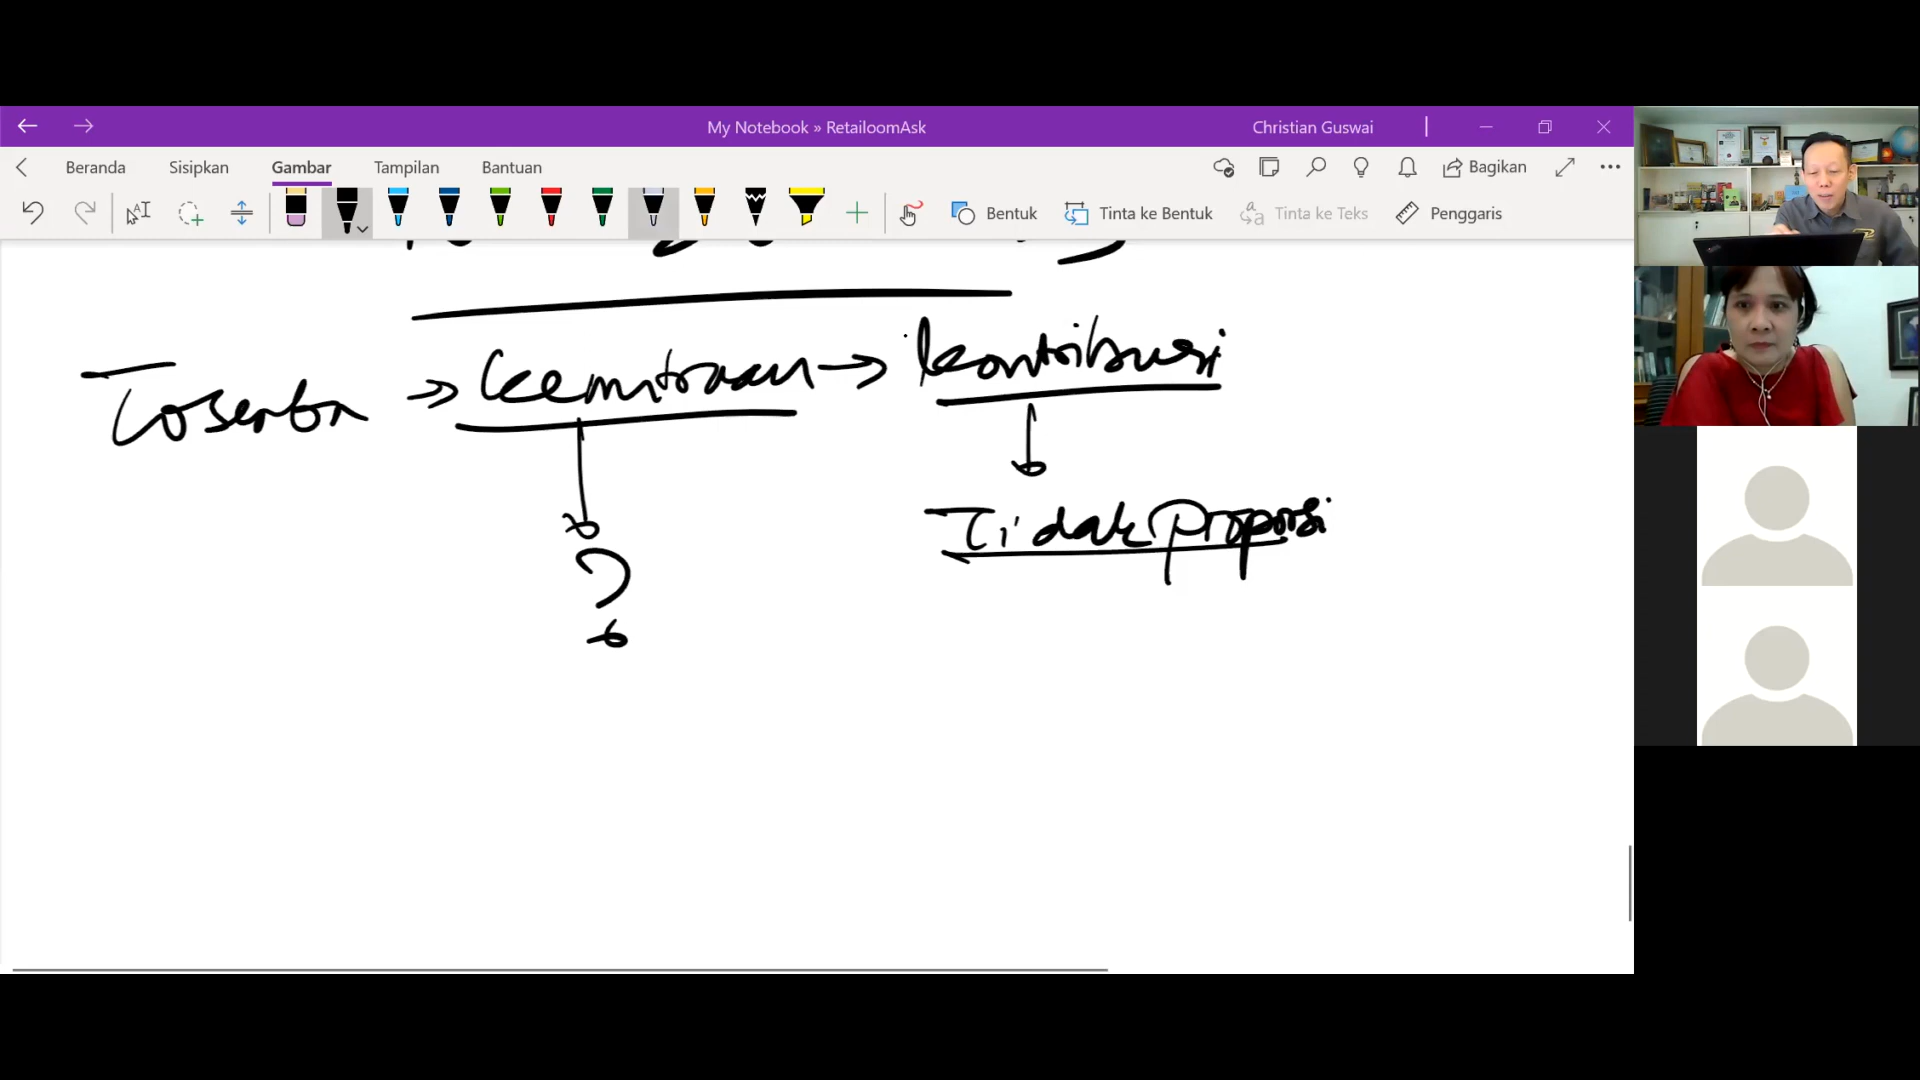 My Notebook » RetailoomAsk
Christian Guswai
Beranda
Sisipkan
Gambar
Tampilan
Bantuan
Bagikan
Bentuk
Tinta ke Bentuk
Tinta ke Teks
Penggaris
Toserba → kemitraan → kontribusi
?
Tidak Proporsi